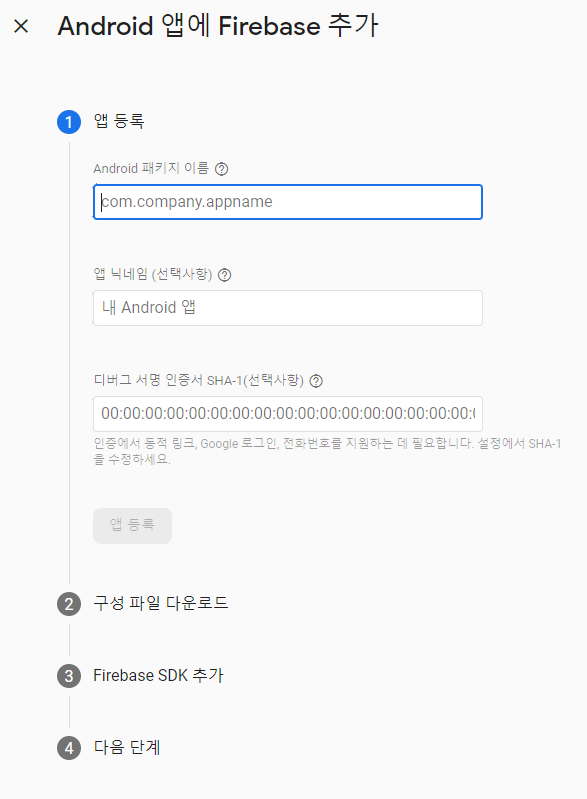 Android 앱에 Firebase 추가
1 앱 등록
Android 패키지 이름
com.company.appname
앱 닉네임 (선택사항)
내 Android 앱
디버그 서명 인증서 SHA-1(선택사항)
00:00:00:00:00:00:00:00:00:00:00:00:00:00:00:00:00:0
인증에서 동적 링크, Google 로그인, 전화번호를 지원하는 데 필요합니다. 설정에서 SHA-1
을 수정하세요.
앱 등록
2 구성 파일 다운로드
3 Firebase SDK 추가
4 다음 단계